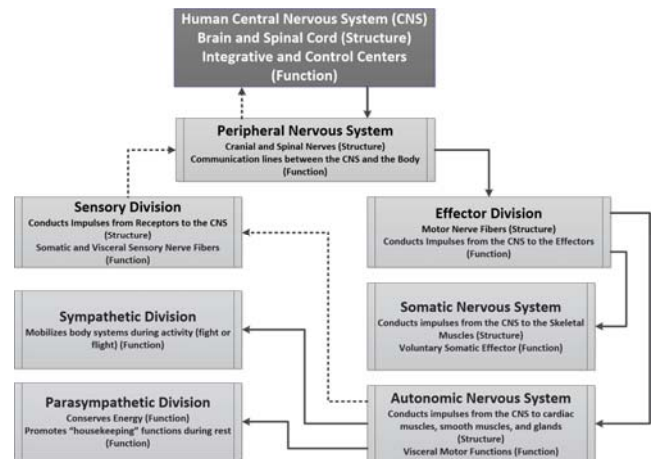 Human Central Nervous System (CNS)
Brain and Spinal Cord (Structure)
Integrative and Control Centers
(Function)
Peripheral Nervous System
Cranial and Spinal Nerves (Structure)
Communication lines between the CNS and the Body
(Function)
Sensory Division
Conducts Impulses from Receptors to the CNS
(Structure)
Somatic and Visceral Sensory Nerve Fibers
(Function)
Effector Division
Motor Nerve Fibers (Structure)
Conducts Impulses from the CNS to the Effectors
(Function)
Sympathetic Division
Mobilizes body systems during activity (fight or
flight) (Function)
Somatic Nervous System
Conducts impulses from the CNS to the Skeletal
Muscles (Structure)
Voluntary Somatic Effector (Function)
Parasympathetic Division
Conserves Energy (Function)
Promotes "housekeeping" functions during rest
(Function)
Autonomic Nervous System
Conducts impulses from the CNS to cardiac
muscles, smooth muscles, and glands
(Structure)
Visceral Motor Functions (Function)